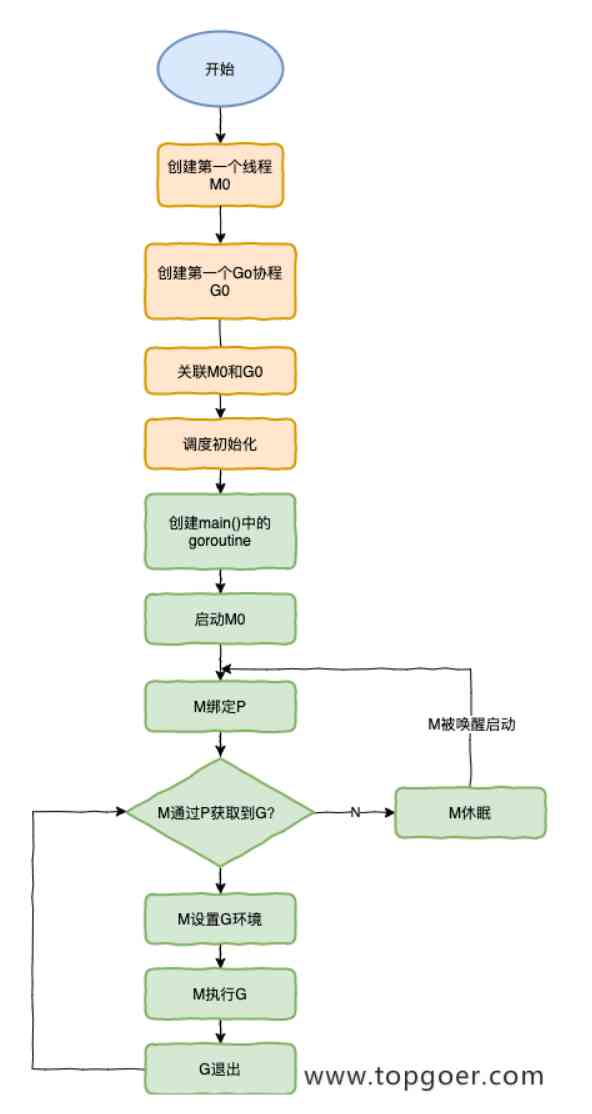 开始
创建第一个线程
M0
创建第一个Go协程
G0
关联M0和G0
调度初始化
创建main()中的
goroutine
启动M0
M绑定P
M被唤醒启动
M通过P获取到G?
N
M休眠
M设置G环境
M执行G
G退出
www.topgoer.com